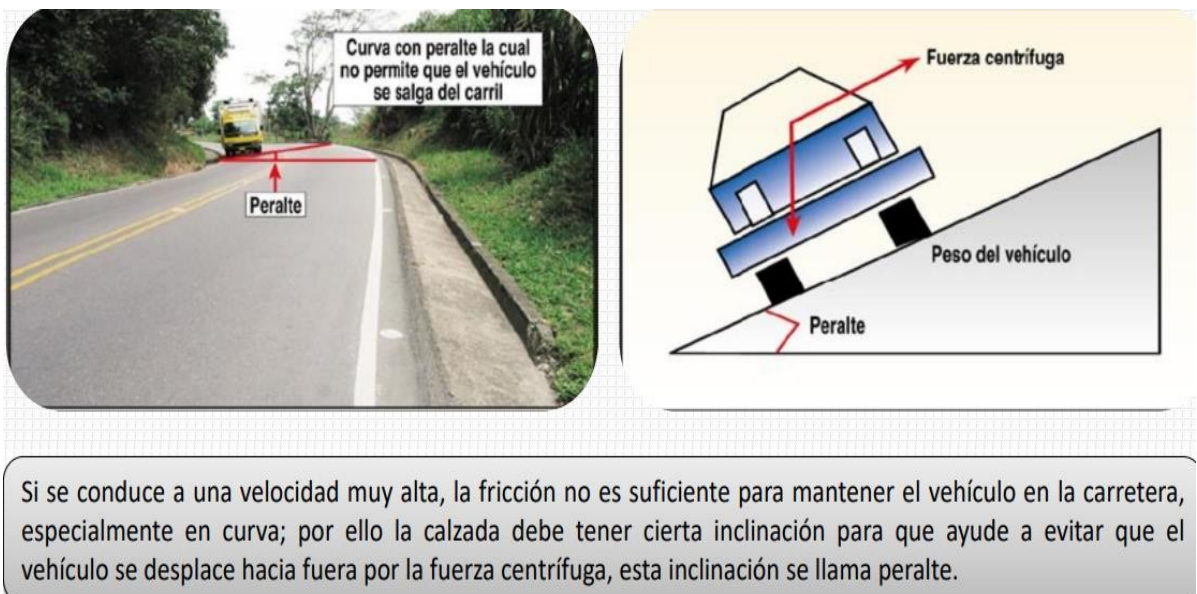 Curva con peralte la cual
no permite que el vehículo
se salga del carril
Peralte
Fuerza centrífuga
Peso del vehículo
Peralte
Si se conduce a una velocidad muy alta, la fricción no es suficiente para mantener el vehículo en la carretera,
especialmente en curva; por ello la calzada debe tener cierta inclinación para que ayude a evitar que el
vehículo se desplace hacia fuera por la fuerza centrífuga, esta inclinación se llama peralte.